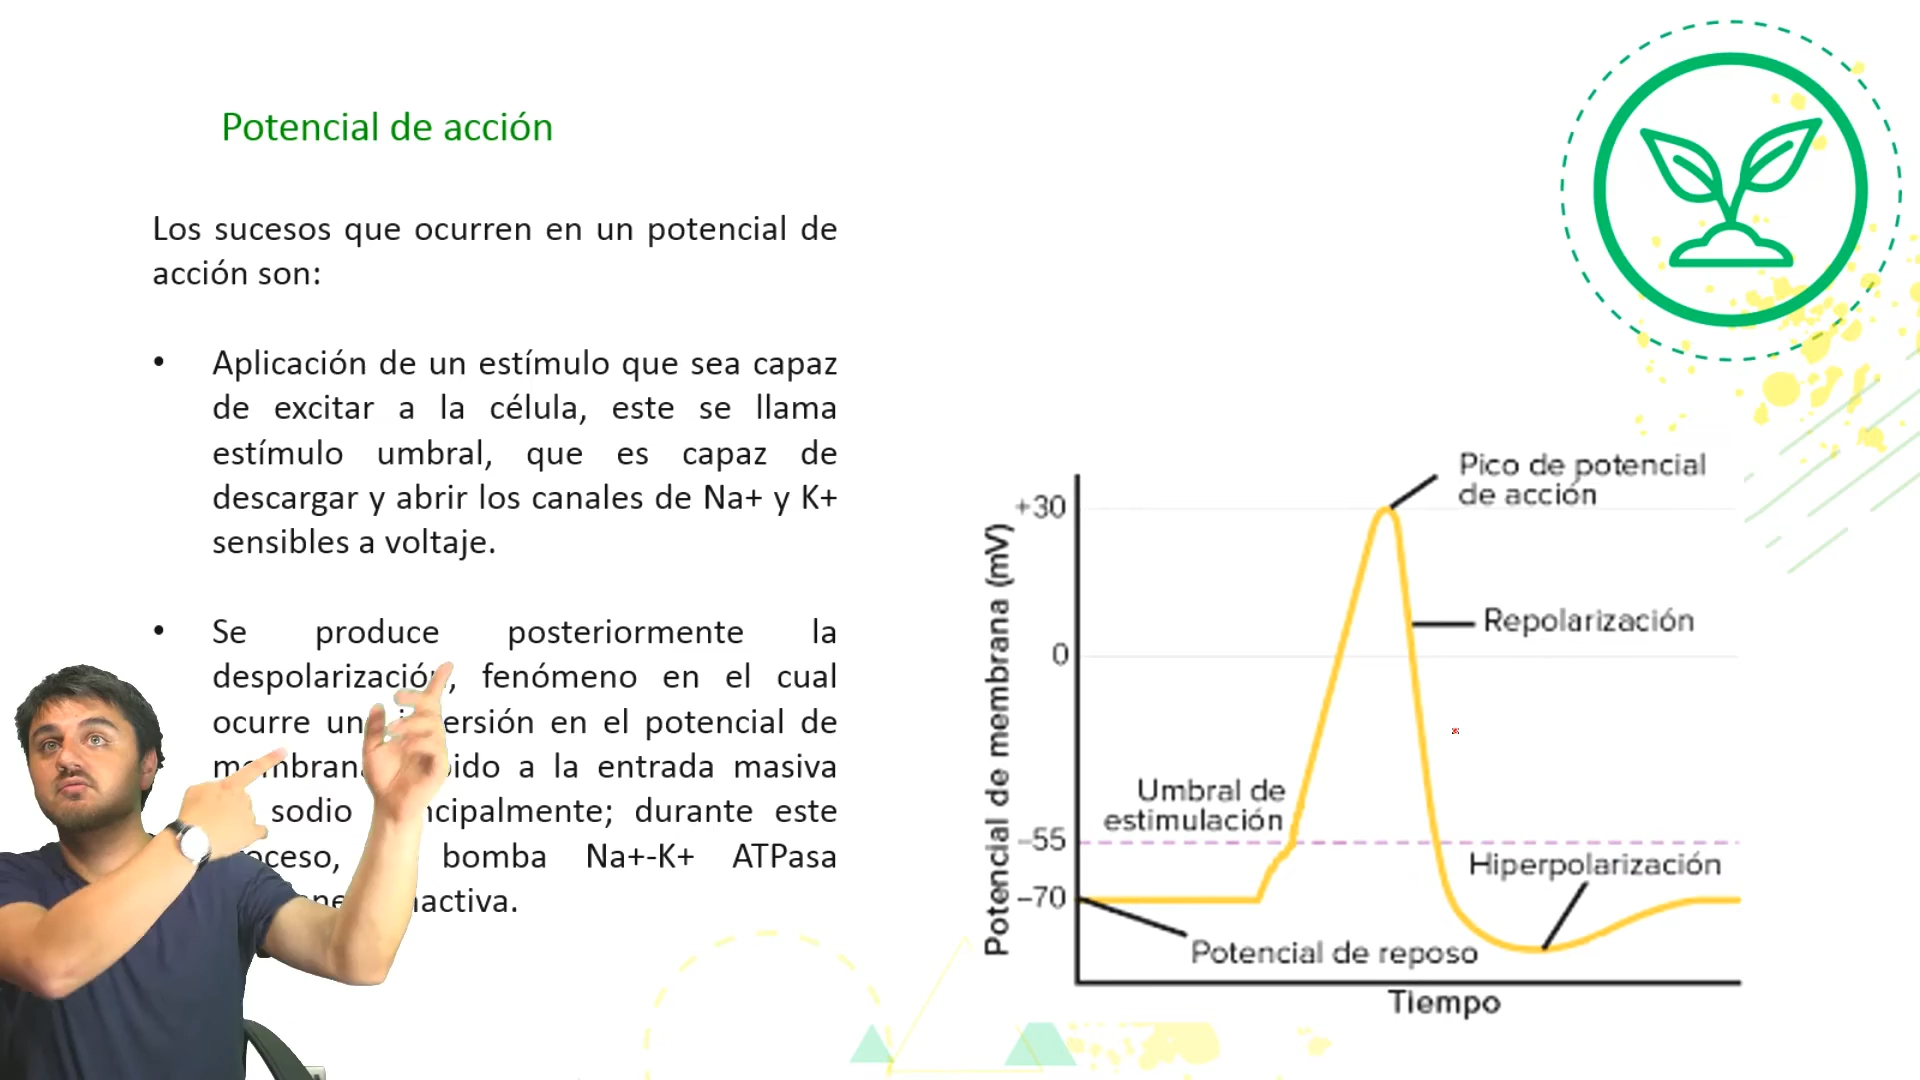 Potencial de acción
Los sucesos que ocurren en un potencial de
acción son:
• Aplicación de un estímulo que sea capaz
de excitar a la célula, este se llama
estímulo umbral, que es capaz de
descargar y abrir los canales de Na+ y K+
sensibles a voltaje.
• Se produce posteriormente la
despolarización, fenómeno en el cual
ocurre en el potencial de
a la entrada masiva
sodio durante este
bomba Na+-K+ ATPasa
Potencial de membrana (mV)
+30
0
-55
-70
Pico de potencial
de acción
Repolarización
Umbral de
estimulación
Hiperpolarización
Potencial de reposo
Tiempo